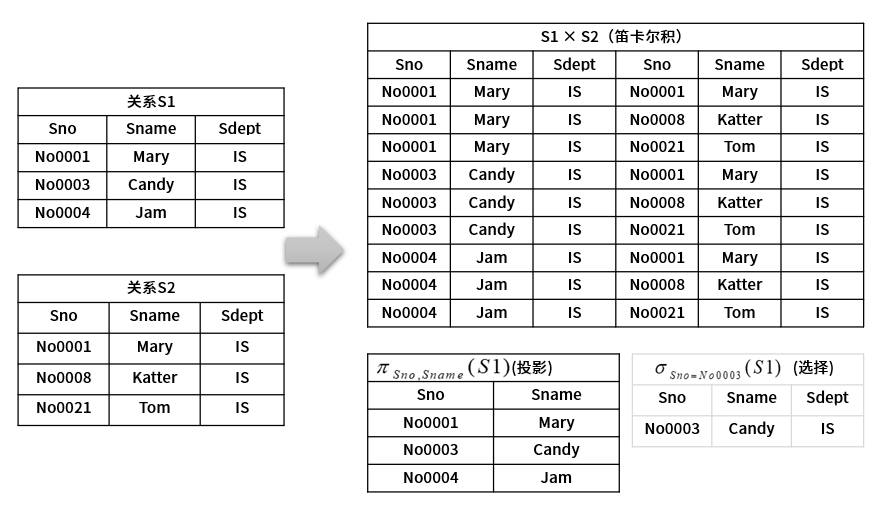 关系S1
Sno Sname Sdept
No0001 Mary IS
No0003 Candy IS
No0004 Jam IS
关系S2
Sno Sname Sdept
No0001 Mary IS
No0008 Katter IS
No0021 Tom IS
S1 × S2（笛卡尔积）
Sno Sname Sdept Sno Sname Sdept
No0001 Mary IS No0001 Mary IS
No0001 Mary IS No0008 Katter IS
No0001 Mary IS No0021 Tom IS
No0003 Candy IS No0001 Mary IS
No0003 Candy IS No0008 Katter IS
No0003 Candy IS No0021 Tom IS
No0004 Jam IS No0001 Mary IS
No0004 Jam IS No0008 Katter IS
No0004 Jam IS No0021 Tom IS
π Sno,Sname (S1)(投影)
Sno Sname
No0001 Mary
No0003 Candy
No0004 Jam
σ Sno=No0003 (S1) (选择)
Sno Sname Sdept
No0003 Candy IS